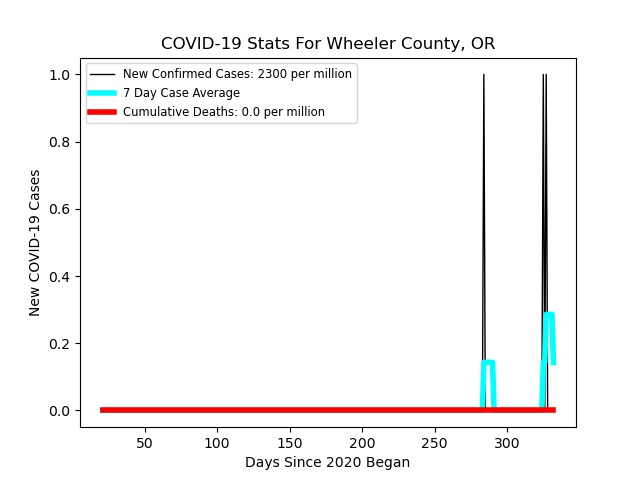 COVID-19 Stats For Wheeler County, OR
New Confirmed Cases: 2300 per million
7 Day Case Average
Cumulative Deaths: 0.0 per million
1.0
0.8
0.6
0.4
0.2
0.0
New COVID-19 Cases
50 100 150 200 250 300
Days Since 2020 Began